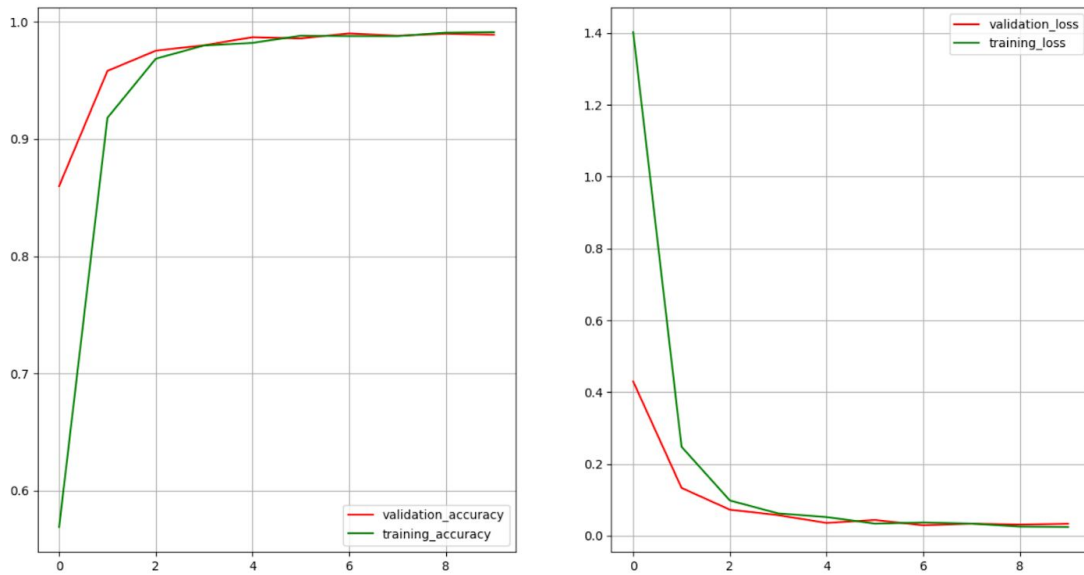 1.0
0.9
0.8
0.7
0.6
validation_accuracy
training_accuracy
0 2 4 6 8
validation_loss
training_loss
1.4
1.2
1.0
0.8
0.6
0.4
0.2
0.0
0 2 4 6 8